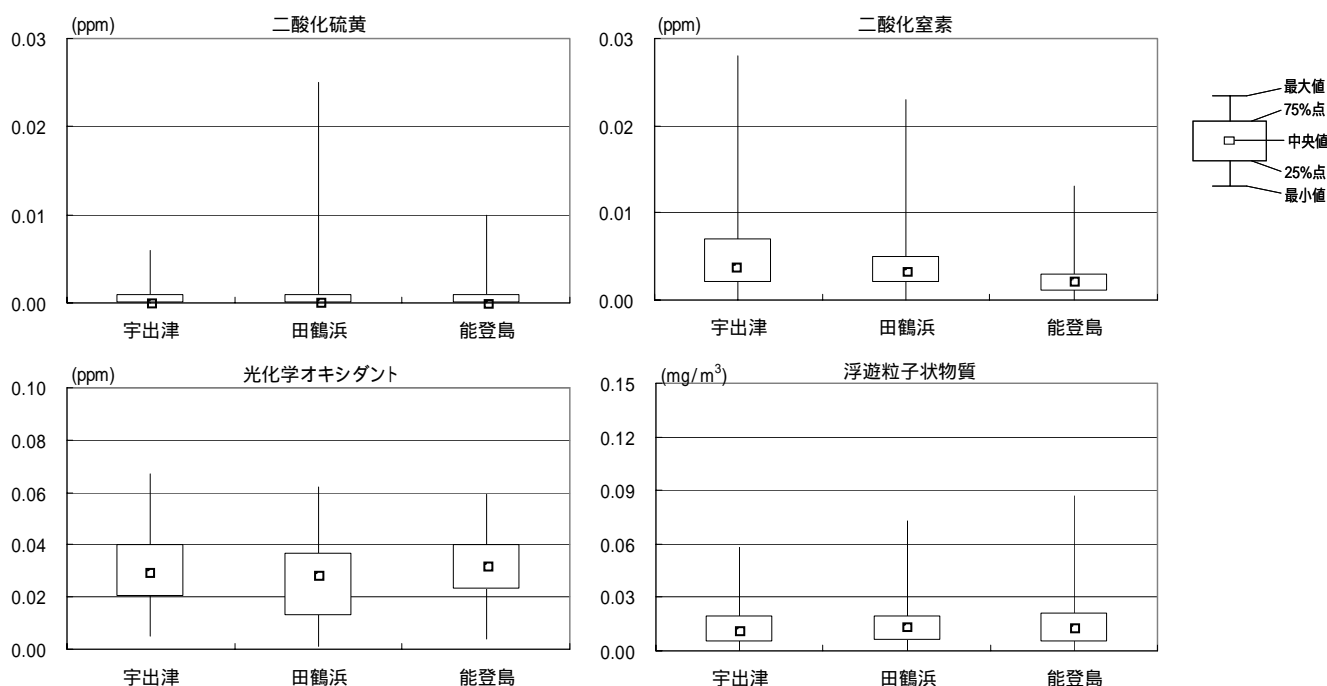 (ppm)
二酸化硫黄
0.03
0.02
0.01
0.00
宇出津
田鶴浜
能登島
(ppm)
二酸化窒素
0.03
0.02
0.01
0.00
宇出津
田鶴浜
能登島
最大値
75%点
中央値
25%点
最小値
(ppm)
光化学オキシダント
0.10
0.08
0.06
0.04
0.02
0.00
宇出津
田鶴浜
能登島
(mg/m³)
浮遊粒子状物質
0.15
0.12
0.09
0.06
0.03
0.00
宇出津
田鶴浜
能登島